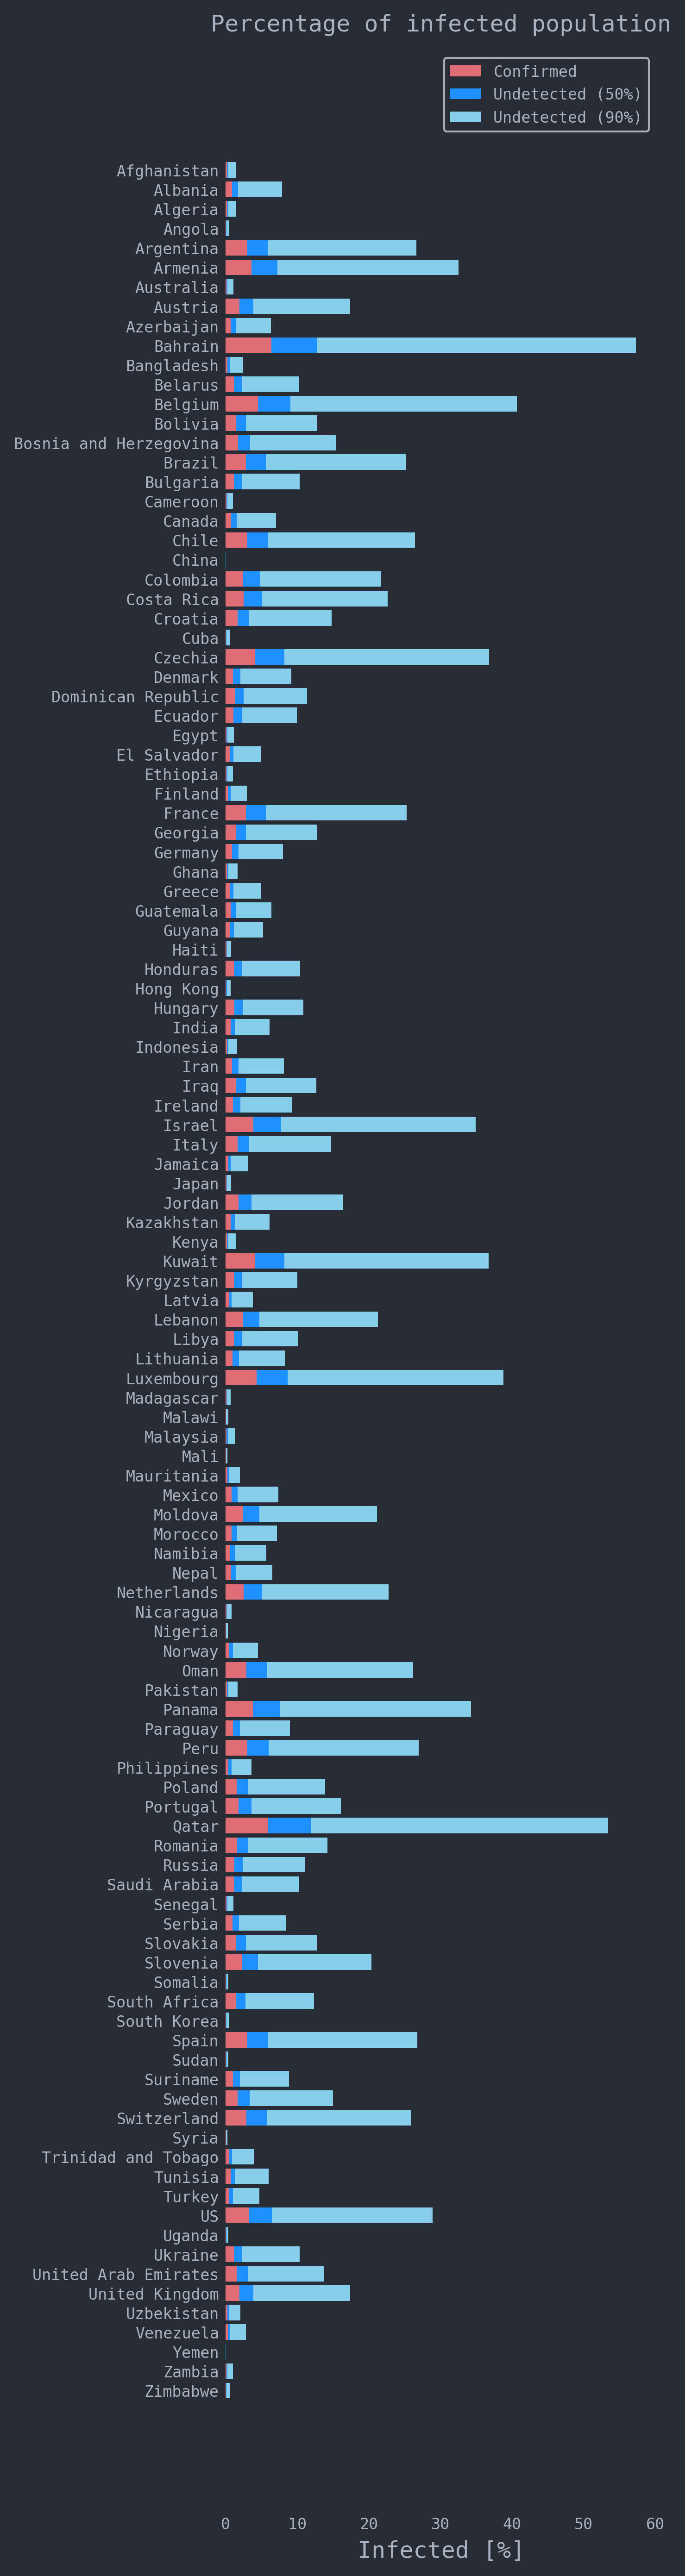 Percentage of infected population
Confirmed
Undetected (50%)
Undetected (90%)
Afghanistan
Albania
Algeria
Angola
Argentina
Armenia
Australia
Austria
Azerbaijan
Bahrain
Bangladesh
Belarus
Belgium
Bolivia
Bosnia and Herzegovina
Brazil
Bulgaria
Cameroon
Canada
Chile
China
Colombia
Costa Rica
Croatia
Cuba
Czechia
Denmark
Dominican Republic
Ecuador
Egypt
El Salvador
Ethiopia
Finland
France
Georgia
Germany
Ghana
Greece
Guatemala
Guyana
Haiti
Honduras
Hong Kong
Hungary
India
Indonesia
Iran
Iraq
Ireland
Israel
Italy
Jamaica
Japan
Jordan
Kazakhstan
Kenya
Kuwait
Kyrgyzstan
Latvia
Lebanon
Libya
Lithuania
Luxembourg
Madagascar
Malawi
Malaysia
Mali
Mauritania
Mexico
Moldova
Morocco
Namibia
Nepal
Netherlands
Nicaragua
Nigeria
Norway
Oman
Pakistan
Panama
Paraguay
Peru
Philippines
Poland
Portugal
Qatar
Romania
Russia
Saudi Arabia
Senegal
Serbia
Slovakia
Slovenia
Somalia
South Africa
South Korea
Spain
Sudan
Suriname
Sweden
Switzerland
Syria
Trinidad and Tobago
Tunisia
Turkey
US
Uganda
Ukraine
United Arab Emirates
United Kingdom
Uzbekistan
Venezuela
Yemen
Zambia
Zimbabwe
0 10 20 30 40 50 60
Infected [%]